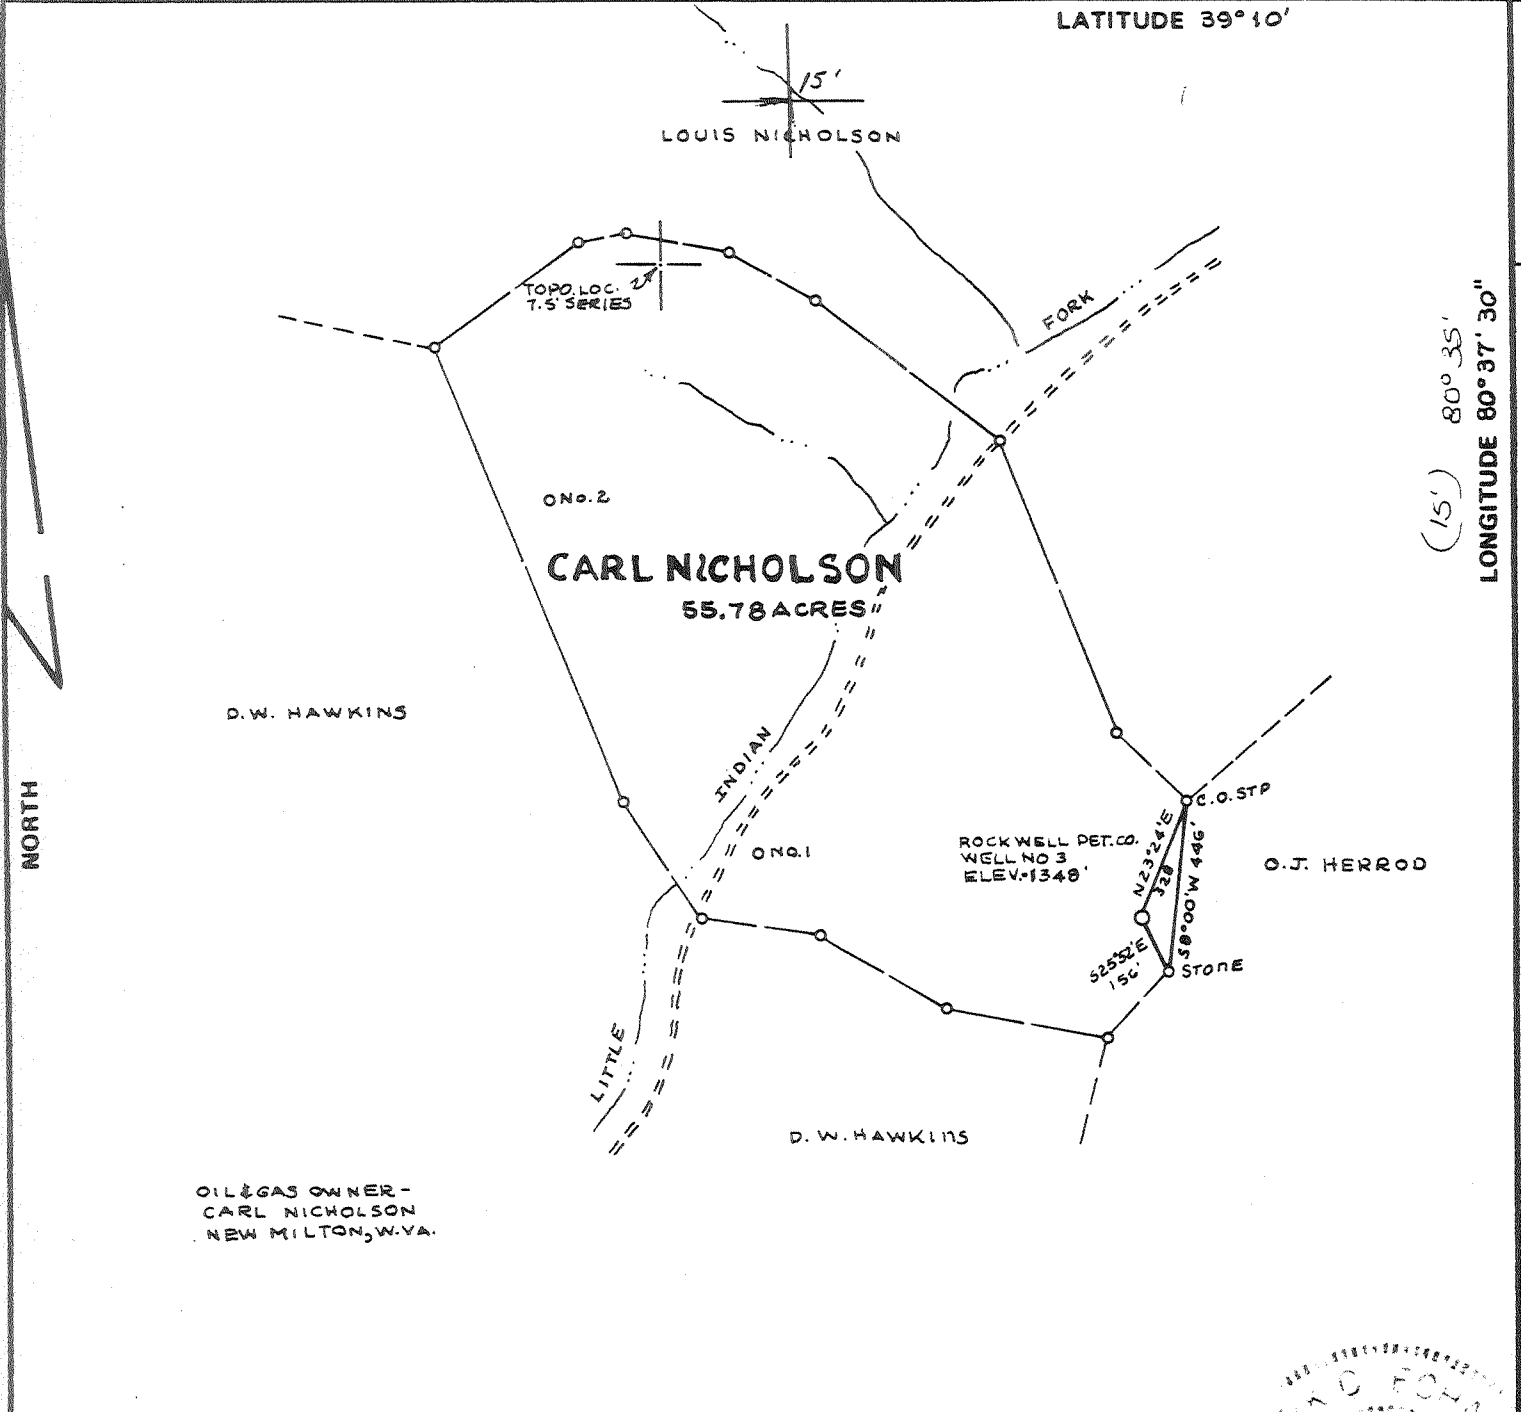 LATITUDE 39°10'
15'
LOUIS NICHOLSON
TOPO. LOC.
7.5' SERIES
FORK
(15') 80° 35'
LONGITUDE 80°37'30"
O No. 2
CARL NICHOLSON
55.78 ACRES
D.W. HAWKINS
INDIAN
NORTH
C.O. STP
O NO. 1
ROCKWELL PET. CO.
WELL NO 3
ELEV.-1348'
N23°24'E
328
S8°00'W 446'
O.J. HERROD
S25°52'E
156'
STONE
LITTLE
D. W. HAWKINS
OIL & GAS OWNER-
CARL NICHOLSON
NEW MILTON, W.VA.